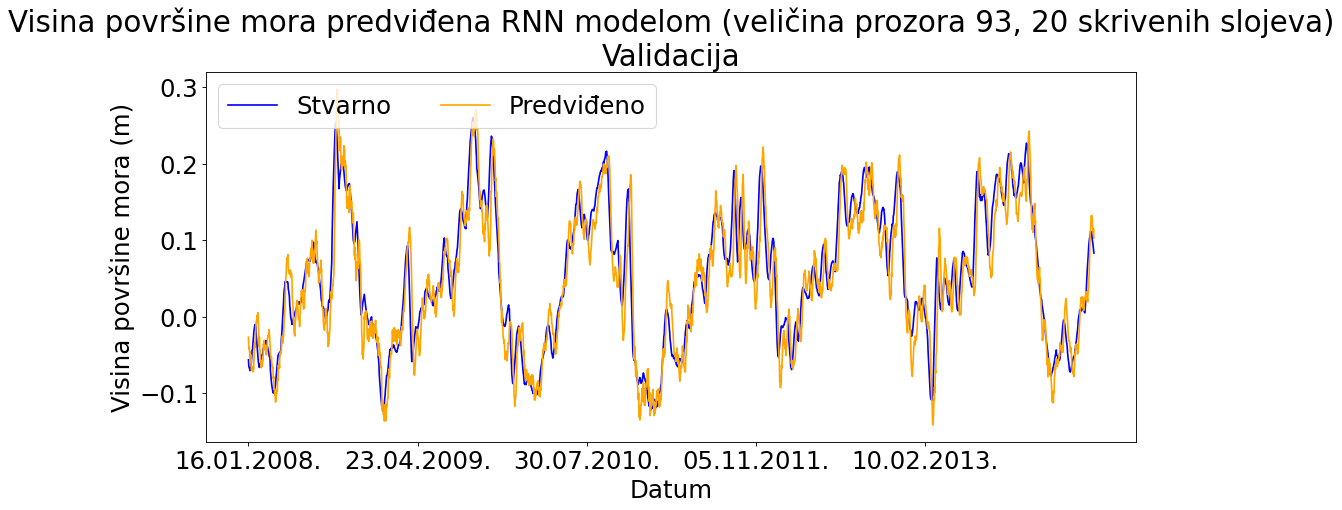 Visina površine mora predviđena RNN modelom (veličina prozora 93, 20 skrivenih slojeva)
Validacija
Stvarno Predviđeno
Visina površine mora (m)
0.3
0.2
0.1
0.0
−0.1
16.01.2008. 23.04.2009. 30.07.2010. 05.11.2011. 10.02.2013.
Datum